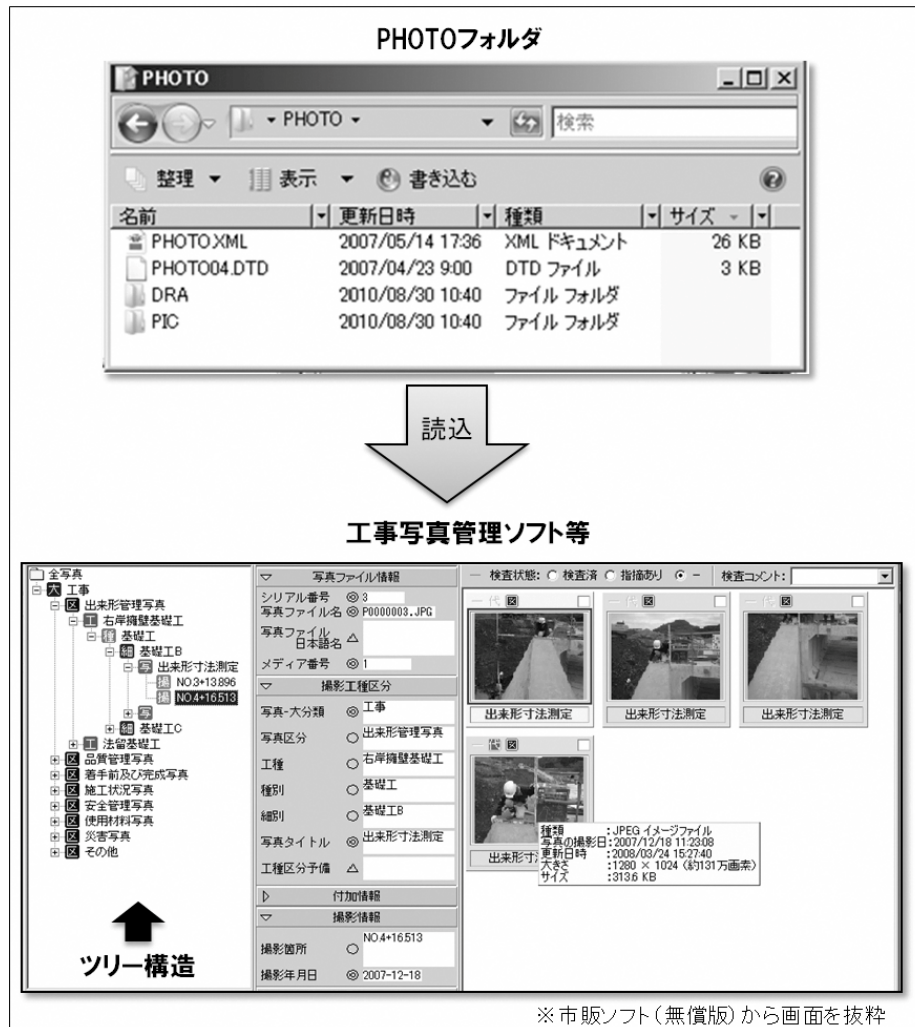 PHOTOフォルダ
PHOTO
PHOTO
検索
整理 表示 書き込む
名前 更新日時 種類 サイズ
PHOTO.XML 2007/05/14 17:36 XML ドキュメント 26 KB
PHOTO04.DTD 2007/04/23 9:00 DTD ファイル 3 KB
DRA 2010/08/30 10:40 ファイル フォルダ
PIC 2010/08/30 10:40 ファイル フォルダ
読込
工事写真管理ソフト等
全写真
大 工事
区 出来形管理写真
工 右岸擁壁基礎工
種 基礎工
細 基礎工B
写 出来形寸法測定
撮 NO.3+13.896
撮 NO.4+16.513
写
細 基礎工C
工 法留基礎工
区 品質管理写真
区 着手前及び完成写真
区 施工状況写真
区 安全管理写真
区 使用材料写真
区 災害写真
区 その他
ツリー構造
写真ファイル情報
シリアル番号 ◎ 3
写真ファイル名 ◎ P0000003.JPG
写真ファイル
日本語名 △
メディア番号 ◎ 1
撮影工種区分
写真-大分類 ◎ 工事
写真区分 ○ 出来形管理写真
工種 ○ 右岸擁壁基礎工
種別 ○ 基礎工
細別 ○ 基礎工B
写真タイトル ◎ 出来形寸法測定
工種区分予備 △
付加情報
撮影情報
撮影箇所 ○ NO.4+16.513
撮影年月日 ◎ 2007-12-18
検査状態: 検査済 指摘あり − 検査コメント:
代 図
代 図
代 図
出来形寸法測定
出来形寸法測定
出来形寸法測定
代 図
出来形寸
種類 :JPEG イメージファイル
写真の撮影日:2007/12/18 11:23:08
更新日時 :2008/03/24 15:27:40
大きさ :1280 × 1024 (約131万画素)
サイズ :313.6 KB
※市販ソフト(無償版)から画面を抜粋